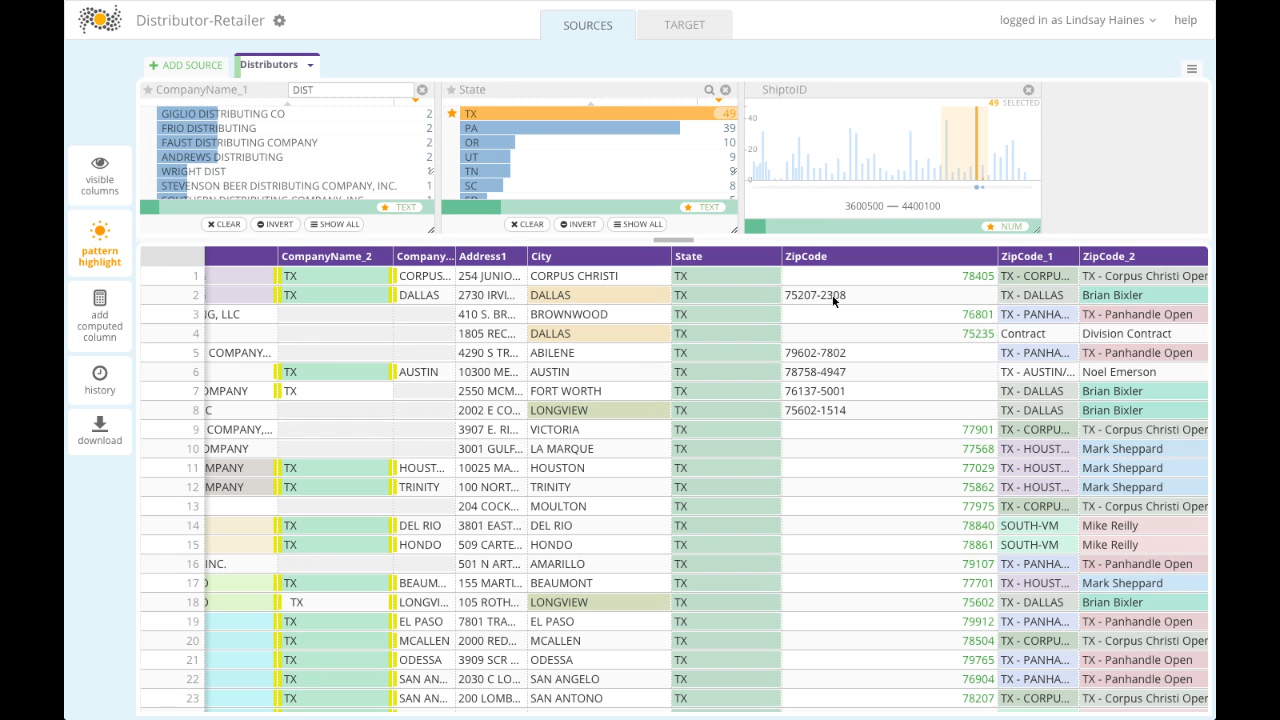 Distributor-Retailer
SOURCES
TARGET
logged in as Lindsay Haines
help
ADD SOURCE
Distributors
CompanyName_1
DIST
State
ShiptoID
GIGLIO DISTRIBUTING CO 2
FRIO DISTRIBUTING 2
FAUST DISTRIBUTING COMPANY 2
ANDREWS DISTRIBUTING 2
WRIGHT DIST
STEVENSON BEER DISTRIBUTING COMPANY, INC. 1
TEXT
CLEAR INVERT SHOW ALL
TX 49
PA 39
OR 10
UT 9
TN 9
SC 8
TEXT
CLEAR INVERT SHOW ALL
49 SELECTED
40
20
0
3600500 — 4400100
NUM
visible
columns
pattern
highlight
add
computed
column
history
download
CompanyName_2 Company... Address1 City State ZipCode ZipCode_1 ZipCode_2
1 TX CORPUS... 254 JUNIO... CORPUS CHRISTI TX 78405 TX - CORPU... TX - Corpus Christi Oper
2 TX DALLAS 2730 IRVI... DALLAS TX 75207-2308 TX - DALLAS Brian Bixler
3 NG, LLC 410 S. BR... BROWNWOOD TX 76801 TX - PANHA... TX - Panhandle Open
4 1805 REC... DALLAS TX 75235 Contract Division Contract
5 COMPANY... 4290 S TR... ABILENE TX 79602-7802 TX - PANHA... TX - Panhandle Open
6 TX AUSTIN 10300 ME... AUSTIN TX 78758-4947 TX - AUSTIN/... Noel Emerson
7 OMPANY TX 2550 MCM... FORT WORTH TX 76137-5001 TX - DALLAS Brian Bixler
8 C 2002 E CO... LONGVIEW TX 75602-1514 TX - DALLAS Brian Bixler
9 COMPANY,... 3907 E. RI... VICTORIA TX 77901 TX - CORPU... TX - Corpus Christi Oper
10 OMPANY 3001 GULF... LA MARQUE TX 77568 TX - HOUST... Mark Sheppard
11 MPANY TX HOUST... 10025 MA... HOUSTON TX 77029 TX - HOUST... Mark Sheppard
12 MPANY TX TRINITY 100 NORT... TRINITY TX 75862 TX - HOUST... Mark Sheppard
13 204 COCK... MOULTON TX 77975 TX - CORPU... TX - Corpus Christi Oper
14 TX DEL RIO 3801 EAST... DEL RIO TX 78840 SOUTH-VM Mike Reilly
15 TX HONDO 509 CARTE... HONDO TX 78861 SOUTH-VM Mike Reilly
16 INC. 501 N ART... AMARILLO TX 79107 TX - PANHA... TX - Panhandle Open
17 TX BEAUM... 155 MARTI... BEAUMONT TX 77701 TX - HOUST... Mark Sheppard
18 TX LONGVI... 105 ROTH... LONGVIEW TX 75602 TX - DALLAS Brian Bixler
19 TX EL PASO 7801 TRA... EL PASO TX 79912 TX - PANHA... TX - Panhandle Open
20 TX MCALLEN 2000 RED... MCALLEN TX 78504 TX - CORPU... TX - Corpus Christi Oper
21 TX ODESSA 3909 SCR ... ODESSA TX 79765 TX - PANHA... TX - Panhandle Open
22 TX SAN AN... 2030 C LO... SAN ANGELO TX 76904 TX - PANHA... TX - Panhandle Open
23 TX SAN AN... 200 LOMB... SAN ANTONO TX 78207 TX - CORPU... TX - Corpus Christi Oper